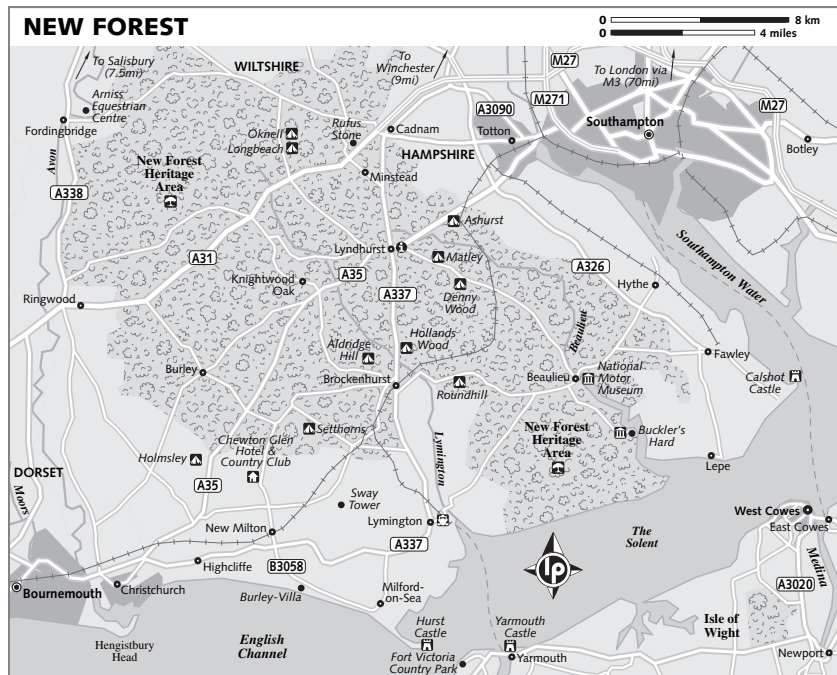 NEW FOREST
0 8 km
0 4 miles
To Salisbury
(7.5mi)
WILTSHIRE
To
Winchester
(9mi)
M27
To London via
M3 (70mi)
Arniss
Equestrian
Centre
Fordingbridge
Avon
Oknell
Longbeach
Rufus
Stone
Cadnam
A3090
M271
Totton
Southampton
M27
Botley
HAMPSHIRE
New Forest
Heritage
Area
Minstead
A338
Ashurst
Southampton Water
Lyndhurst
Matley
A31
A35
A326
Knightwood
Oak
A337
Denny
Wood
Hythe
Ringwood
Beaulieu
Aldridge
Hill
Hollands
Wood
Burley
Brockenhurst
Roundhill
Beaulieu
National
Motor
Museum
Fawley
Calshot
Castle
Setthorns
Lymington
New Forest
Heritage
Area
Buckler's
Hard
Chewton Glen
Hotel &
Country Club
Holmsley
Lepe
DORSET
A35
Moors
Sway
Tower
New Milton
Lymington
The
Solent
West Cowes
East Cowes
A337
Medina
Highcliffe
B3058
Christchurch
Bournemouth
Burley-Villa
Milford-
on-Sea
LP
A3020
Hengistbury
Head
English
Channel
Hurst
Castle
Yarmouth
Castle
Isle of
Wight
Fort Victoria
Country Park
Yarmouth
Newport